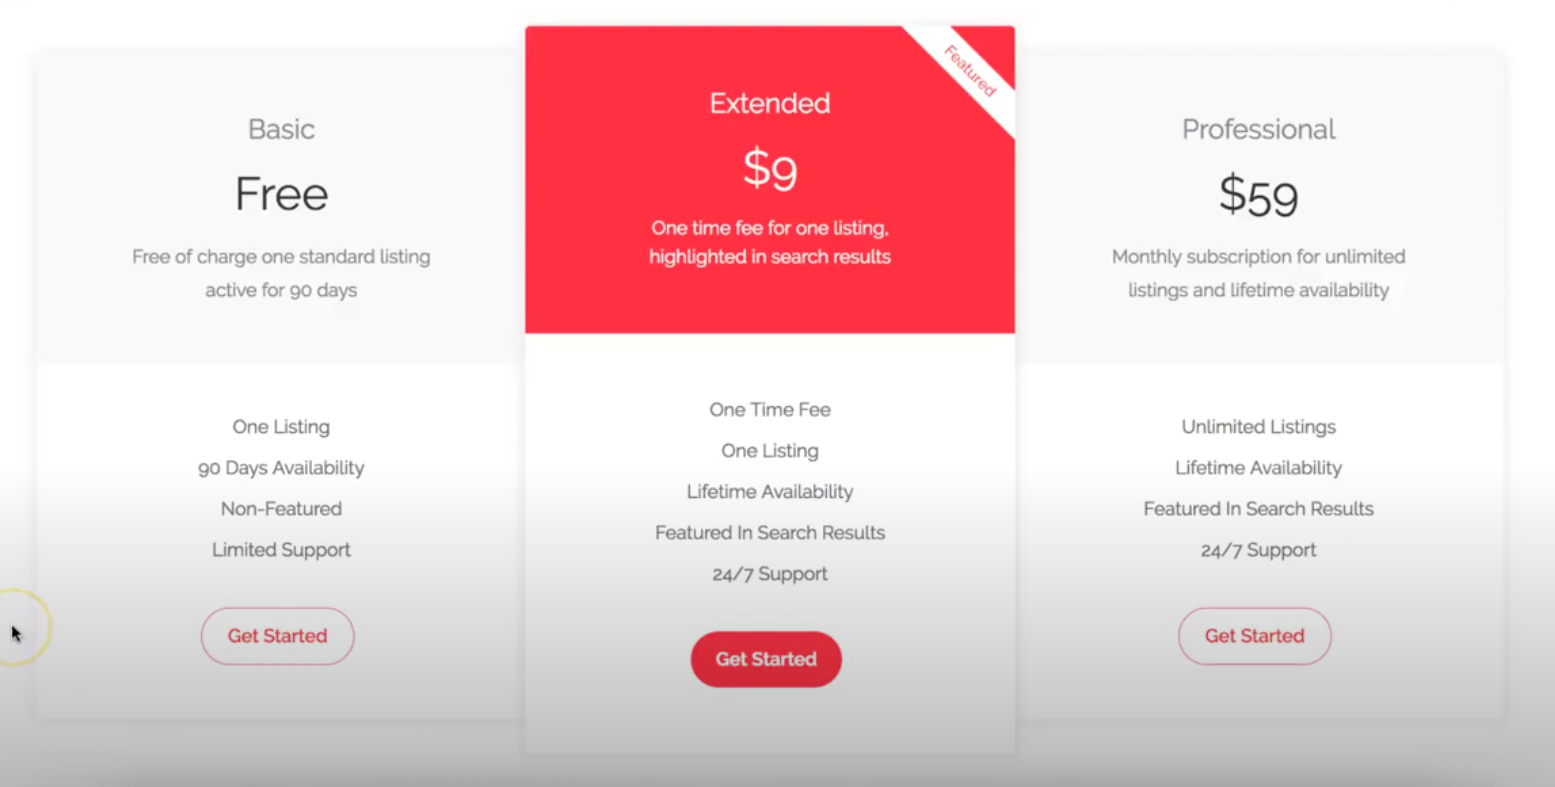 Basic
Free
Free of charge one standard listing
active for 90 days
One Listing
90 Days Availability
Non-Featured
Limited Support
Get Started
Featured
Extended
$9
One time fee for one listing,
highlighted in search results
One Time Fee
One Listing
Lifetime Availability
Featured In Search Results
24/7 Support
Get Started
Professional
$59
Monthly subscription for unlimited
listings and lifetime availability
Unlimited Listings
Lifetime Availability
Featured In Search Results
24/7 Support
Get Started